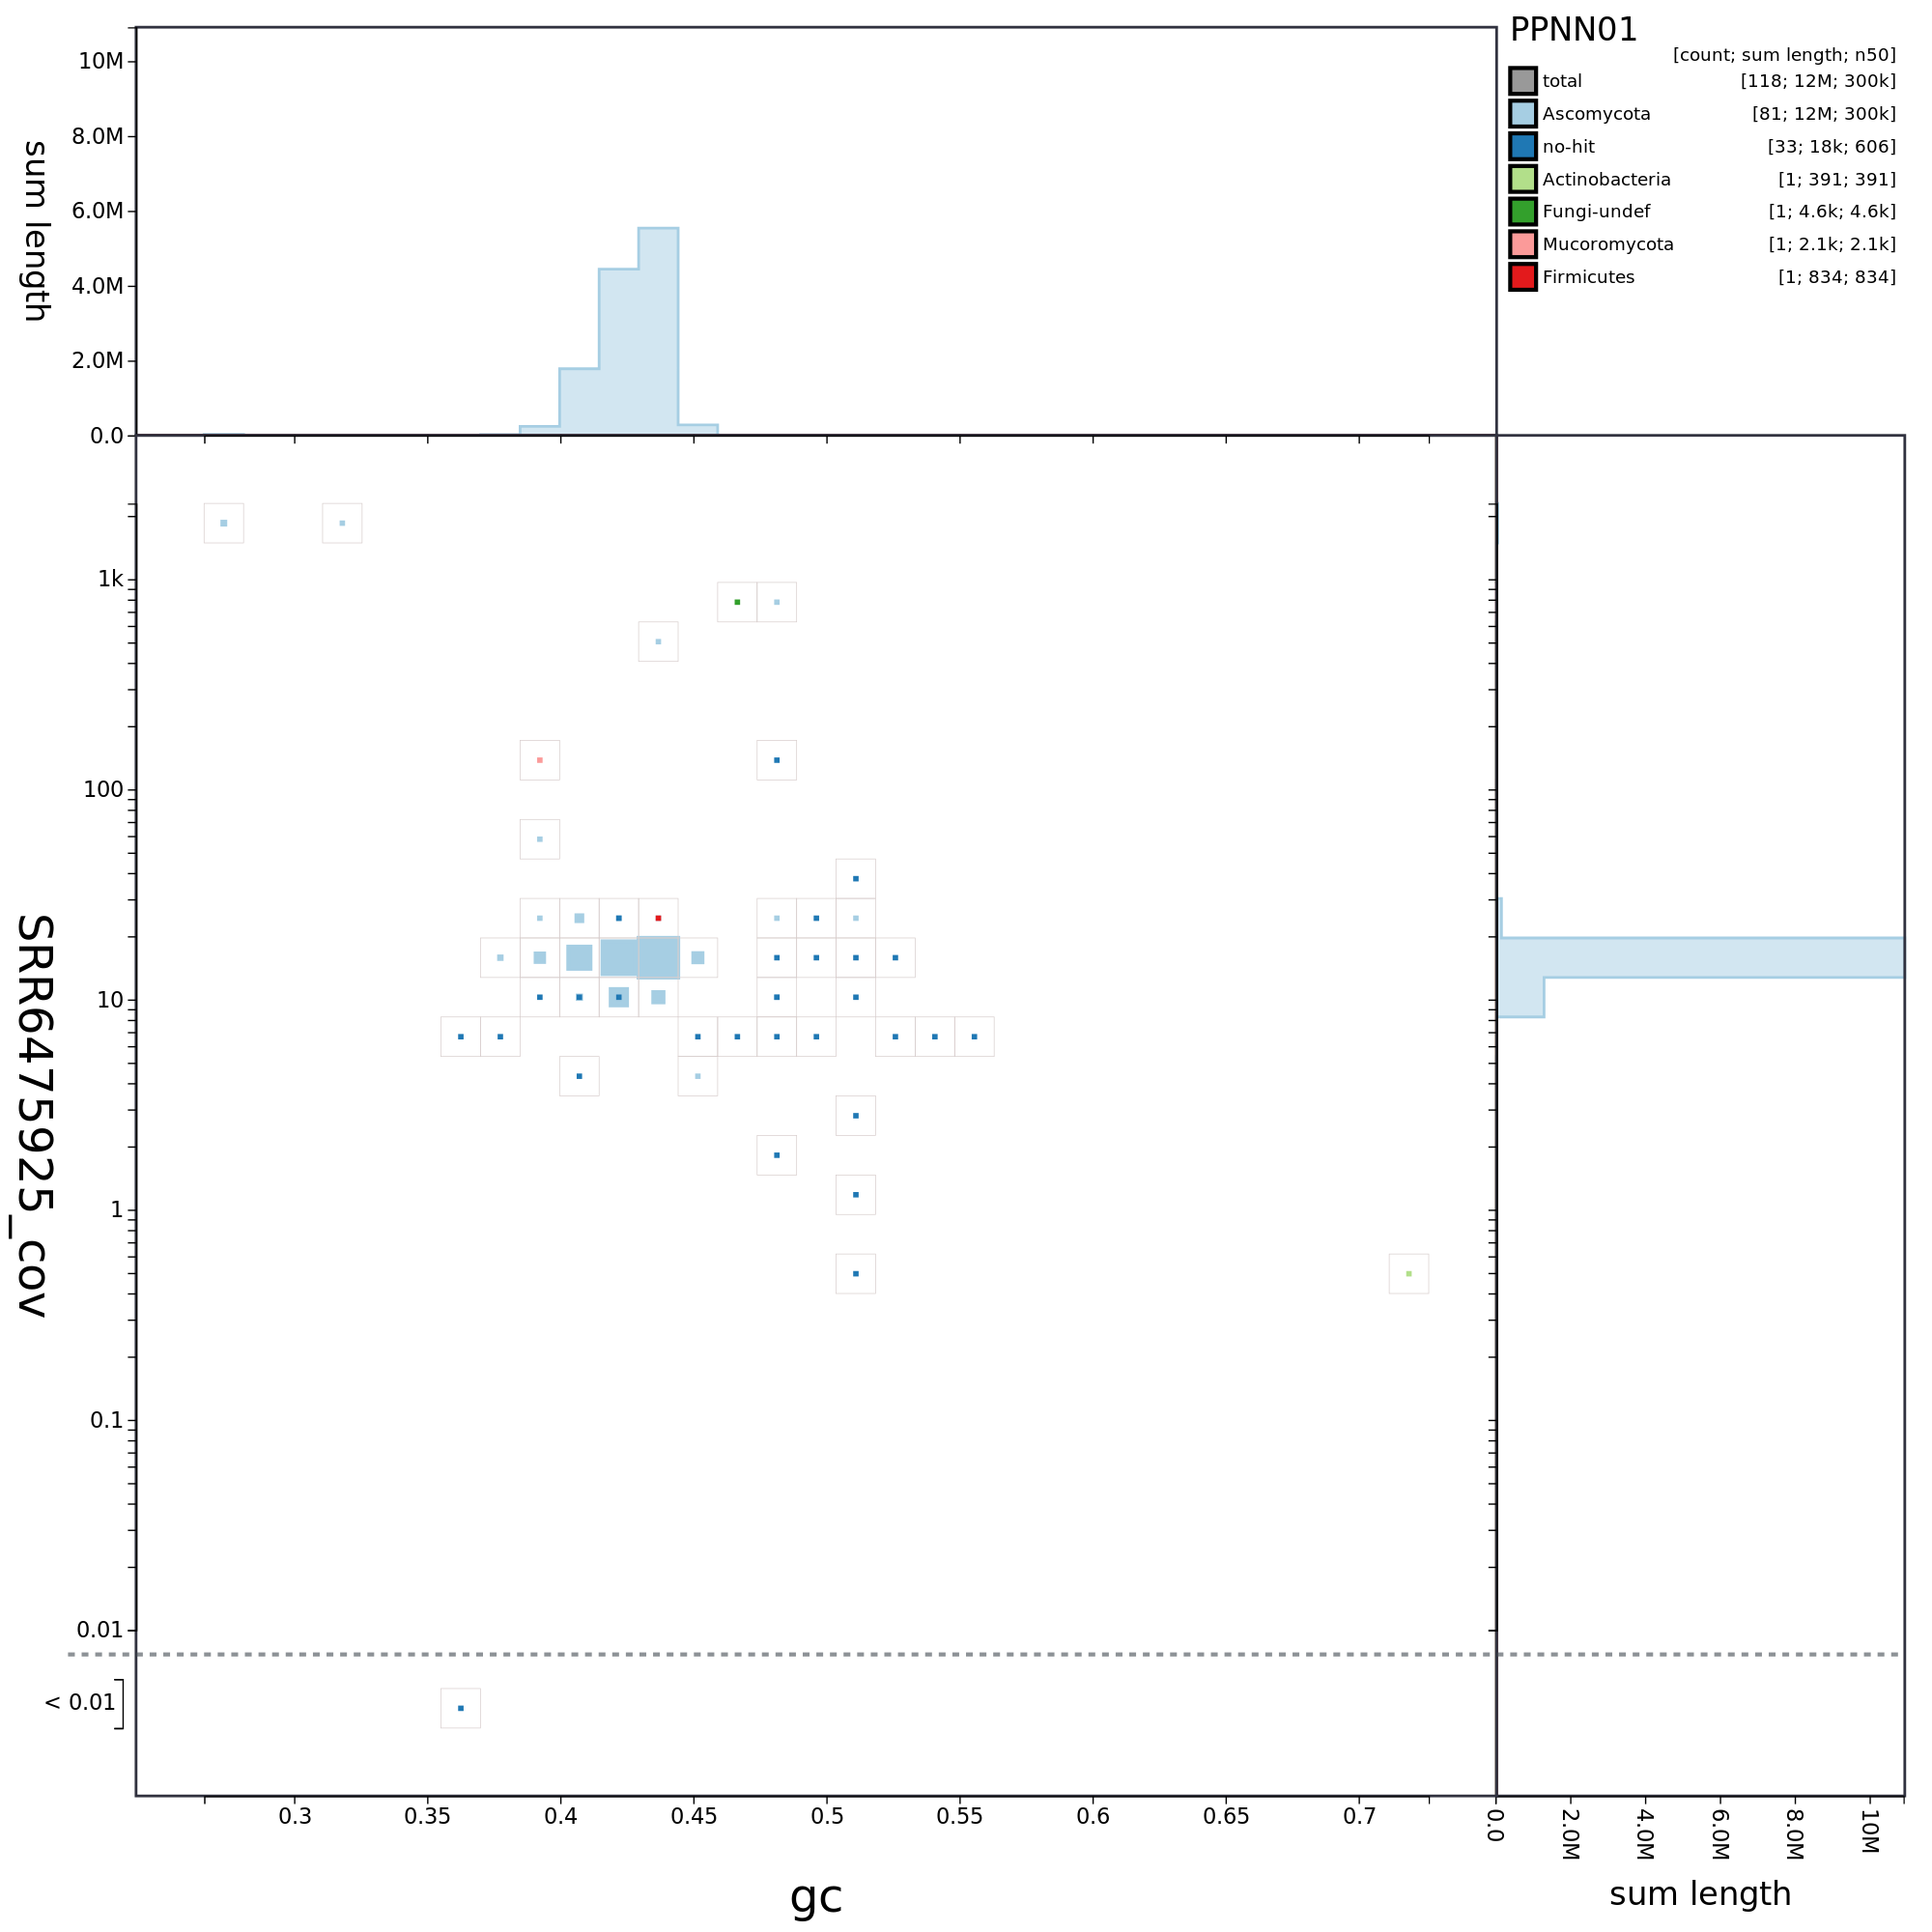 PPNN01
[count; sum length; n50]
total [118; 12M; 300k]
Ascomycota [81; 12M; 300k]
no-hit [33; 18k; 606]
Actinobacteria [1; 391; 391]
Fungi-undef [1; 4.6k; 4.6k]
Mucoromycota [1; 2.1k; 2.1k]
Firmicutes [1; 834; 834]
sum length
10M
8.0M
6.0M
4.0M
2.0M
0.0
SRR6475925_cov
1k
100
10
1
0.1
0.01
< 0.01
0.3 0.35 0.4 0.45 0.5 0.55 0.6 0.65 0.7
gc
0.0 2.0M 4.0M 6.0M 8.0M 10M
sum length